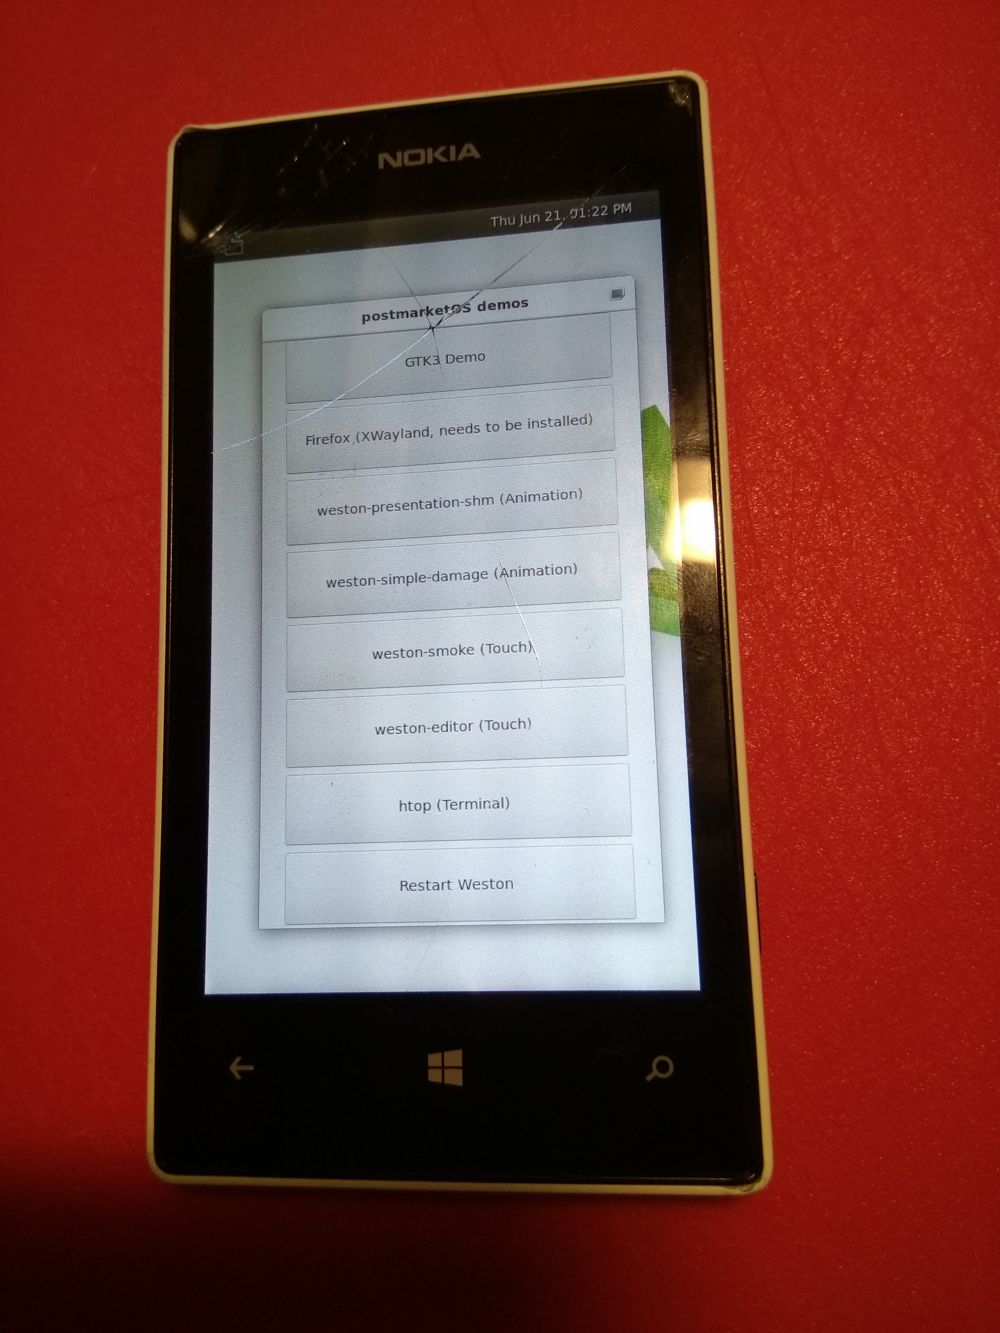 NOKIA
Thu Jun 21, 01:22 PM
postmarketOS demos
GTK3 Demo
Firefox (XWayland, needs to be installed)
weston-presentation-shm (Animation)
weston-simple-damage (Animation)
weston-smoke (Touch)
weston-editor (Touch)
htop (Terminal)
Restart Weston